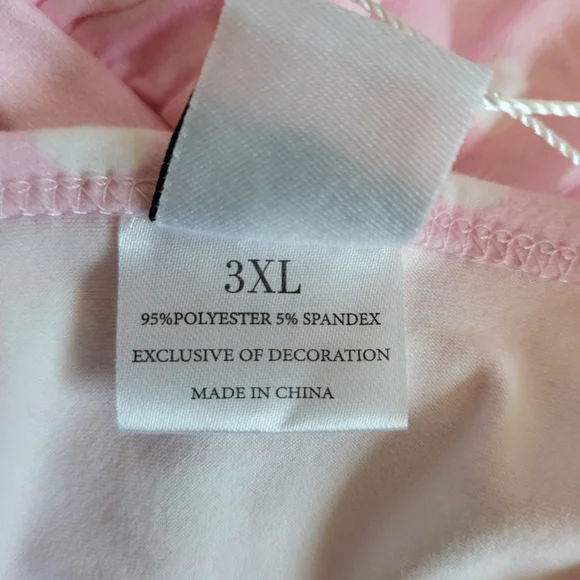 3XL
95%POLYESTER 5% SPANDEX
EXCLUSIVE OF DECORATION
MADE IN CHINA